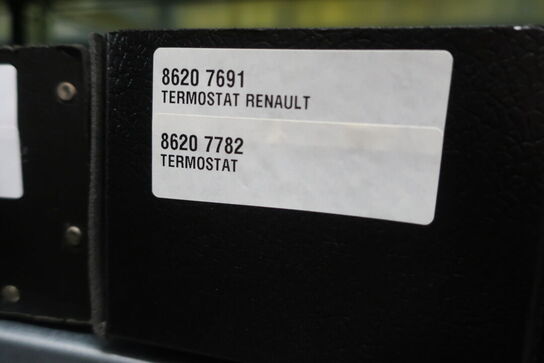 8620 7691
TERMOSTAT RENAULT
8620 7782
TERMOSTAT